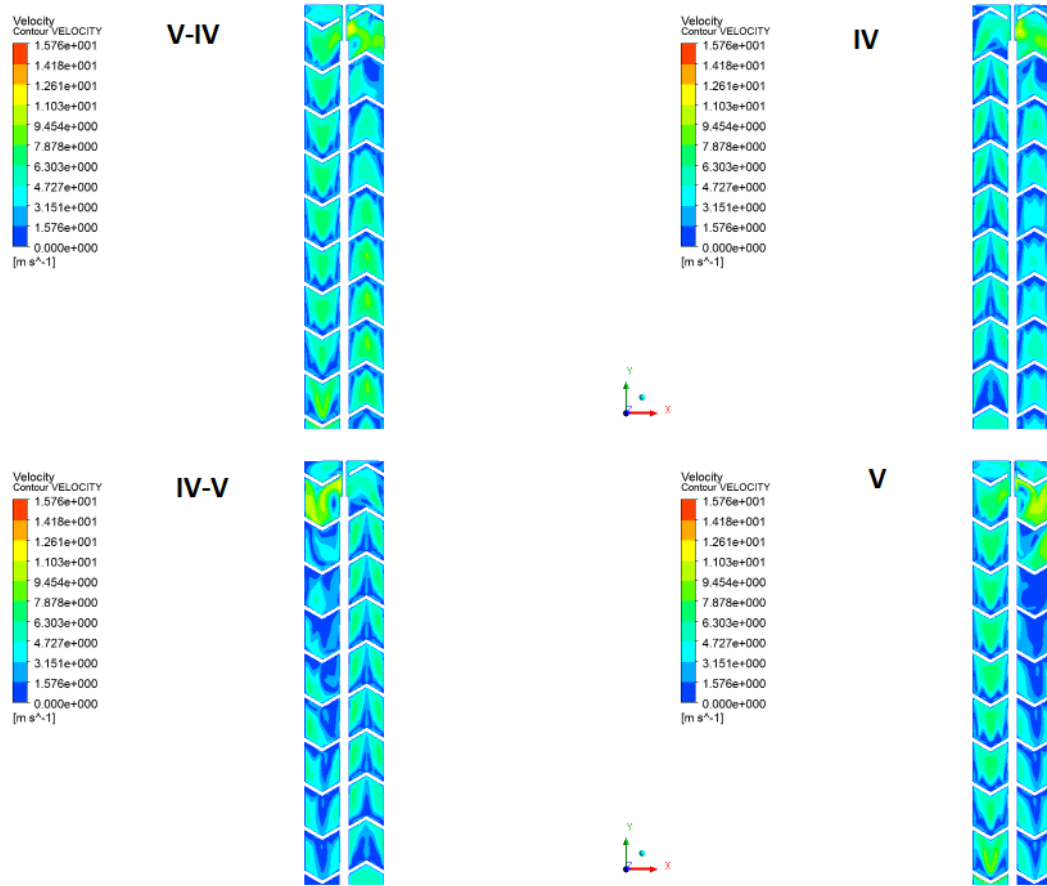 Velocity
Contour VELOCITY
V-IV
1.576e+001
1.418e+001
1.261e+001
1.103e+001
9.454e+000
7.878e+000
6.303e+000
4.727e+000
3.151e+000
1.576e+000
0.000e+000
[m s^-1]
Velocity
Contour VELOCITY
IV
1.576e+001
1.418e+001
1.261e+001
1.103e+001
9.454e+000
7.878e+000
6.303e+000
4.727e+000
3.151e+000
1.576e+000
0.000e+000
[m s^-1]
Y
Z
X
Velocity
Contour VELOCITY
IV-V
1.576e+001
1.418e+001
1.261e+001
1.103e+001
9.454e+000
7.878e+000
6.303e+000
4.727e+000
3.151e+000
1.576e+000
0.000e+000
[m s^-1]
Velocity
Contour VELOCITY
V
1.576e+001
1.418e+001
1.261e+001
1.103e+001
9.454e+000
7.878e+000
6.303e+000
4.727e+000
3.151e+000
1.576e+000
0.000e+000
[m s^-1]
Y
Z
X